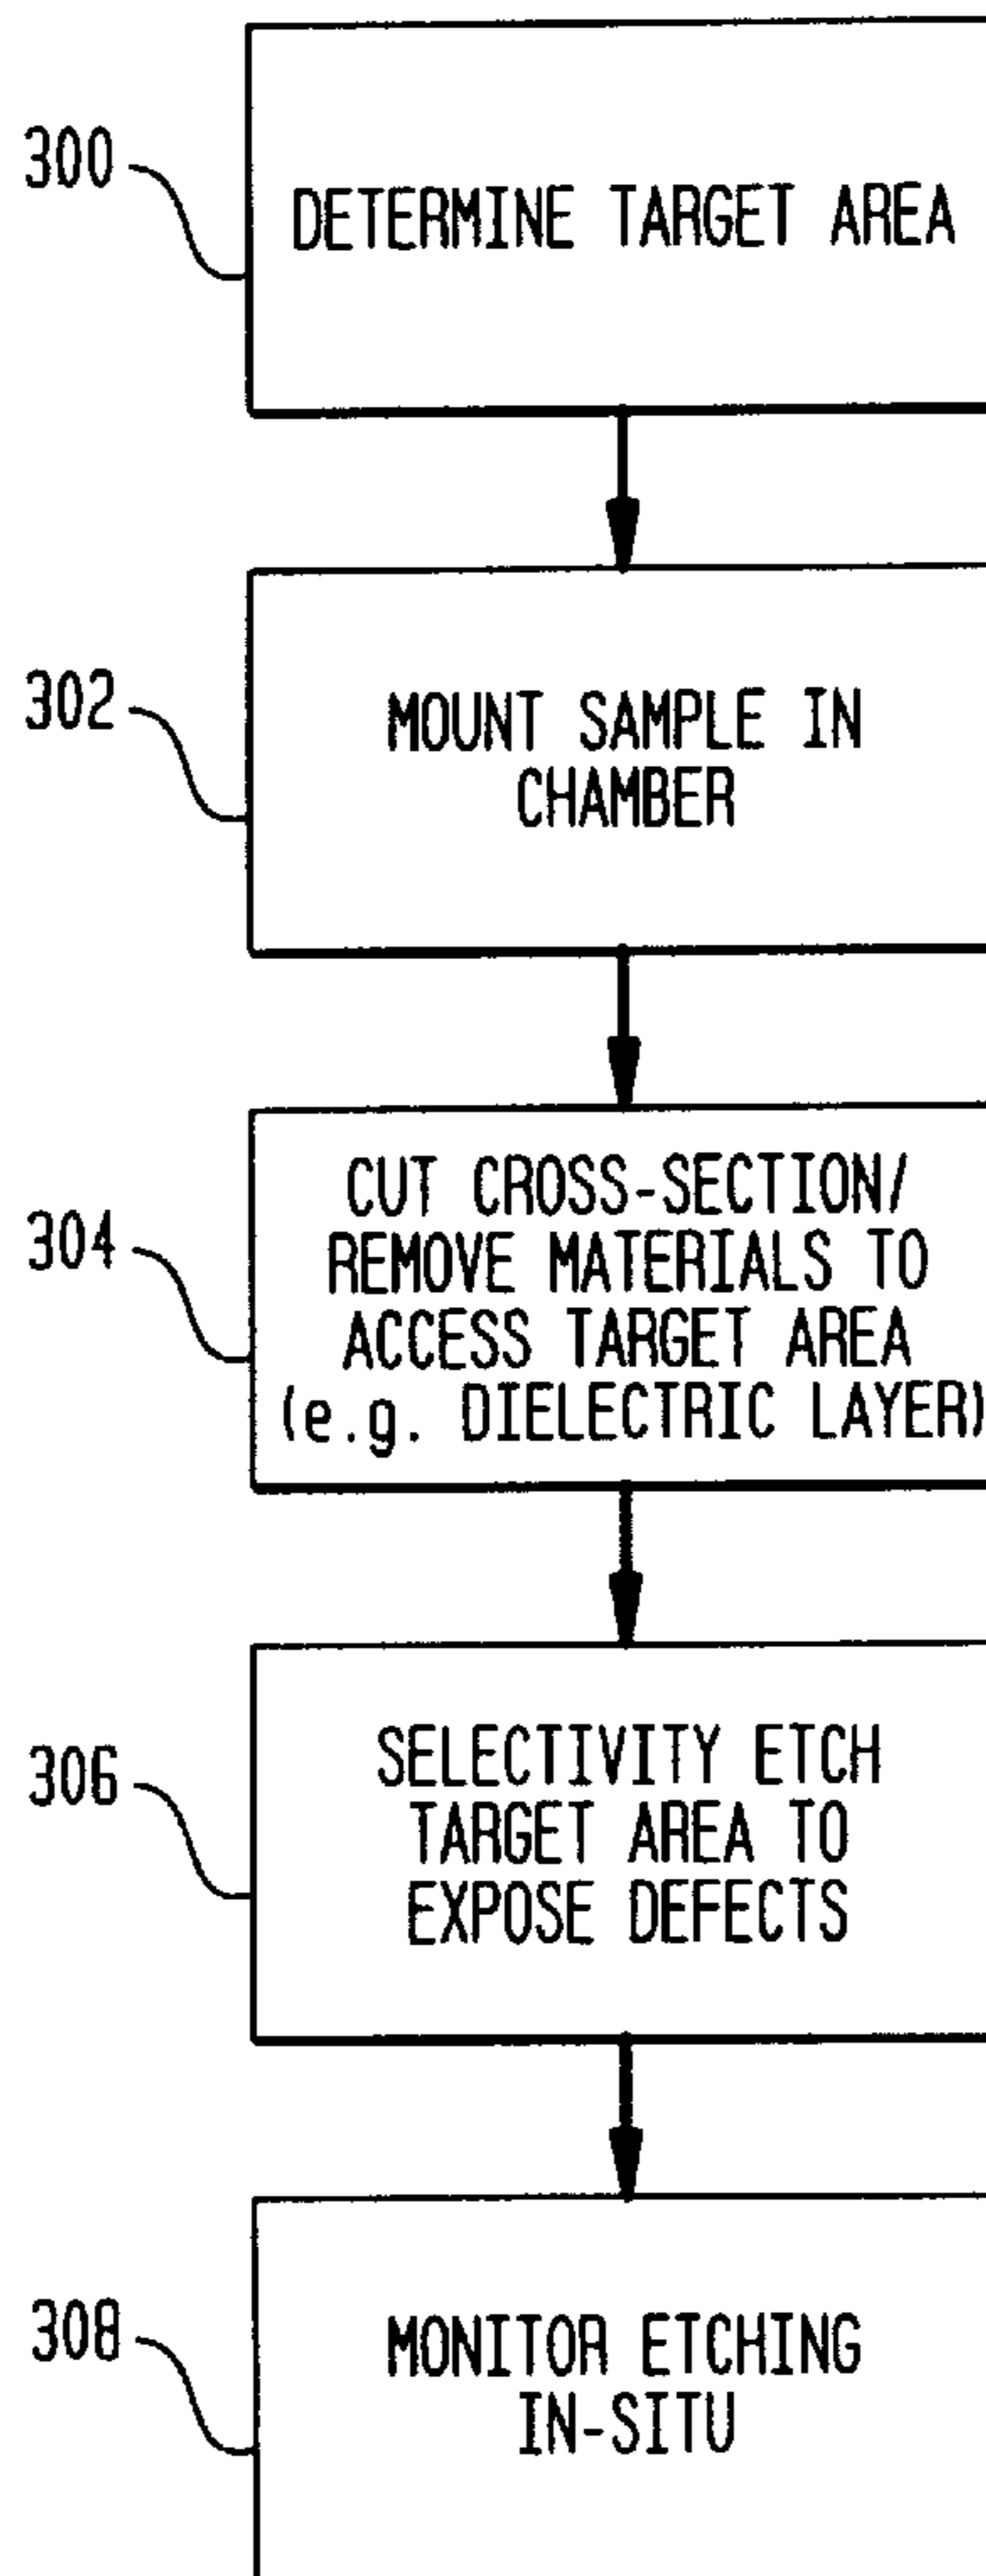 300
DETERMINE TARGET AREA
302
MOUNT SAMPLE IN
CHAMBER
304
CUT CROSS-SECTION/
REMOVE MATERIALS TO
ACCESS TARGET AREA
(e.g. DIELECTRIC LAYER)
306
SELECTIVITY ETCH
TARGET AREA TO
EXPOSE DEFECTS
308
MONITOR ETCHING
IN-SITU